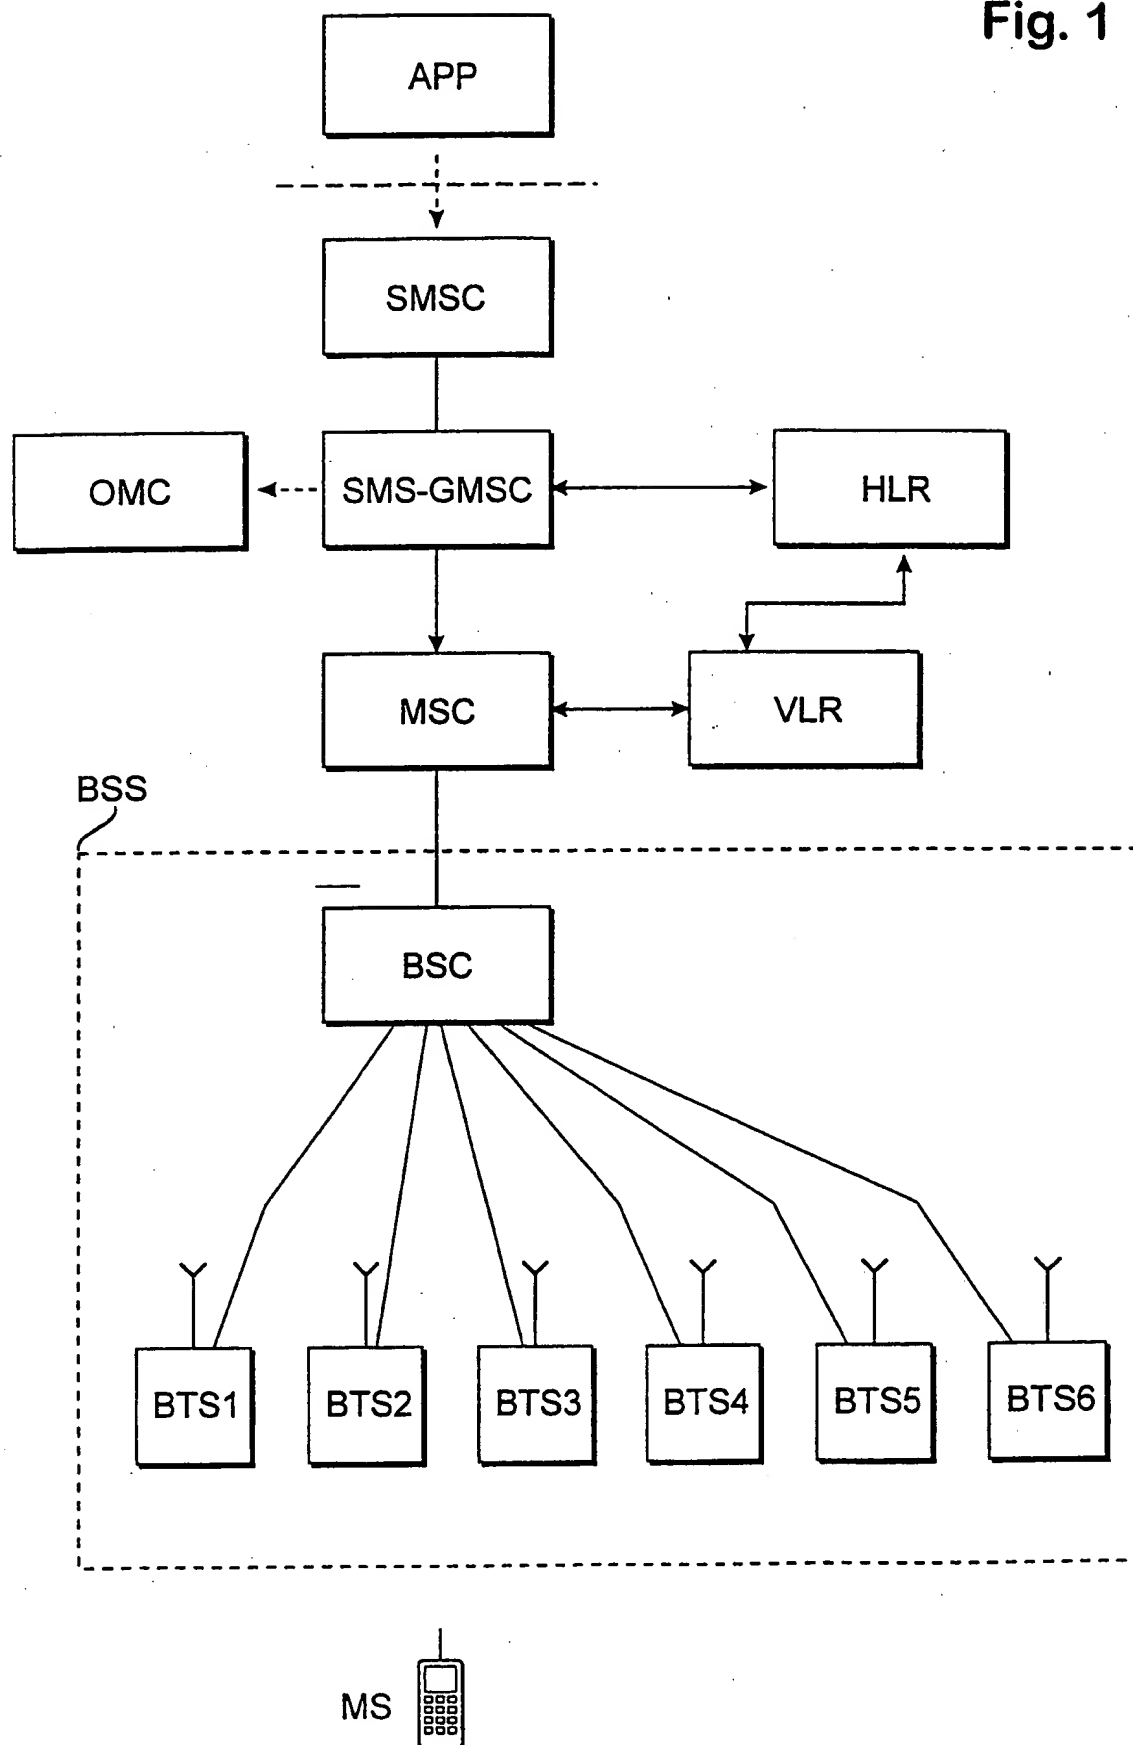 Fig. 1
APP
SMSC
OMC
SMS-GMSC
HLR
MSC
VLR
BSS
BSC
BTS1
BTS2
BTS3
BTS4
BTS5
BTS6
MS